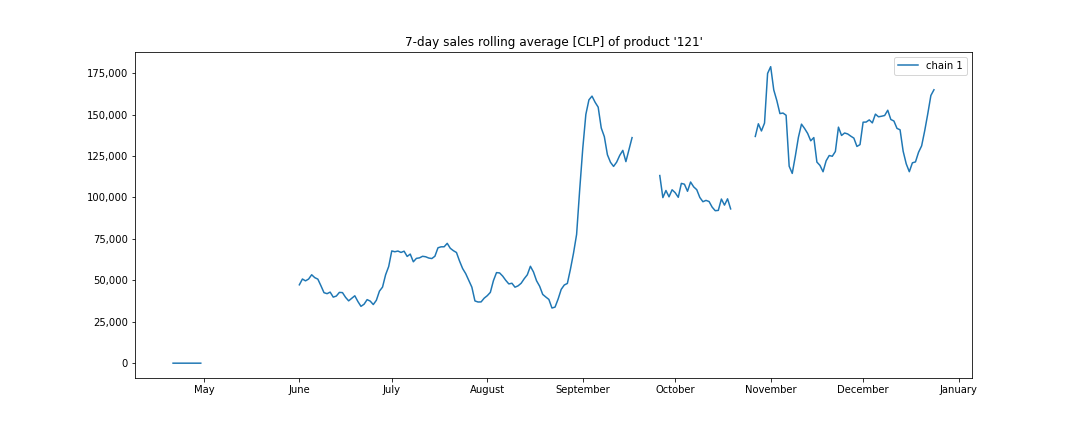 7-day sales rolling average [CLP] of product '121'
chain 1
175,000
150,000
125,000
100,000
75,000
50,000
25,000
0
May June July August September October November December January